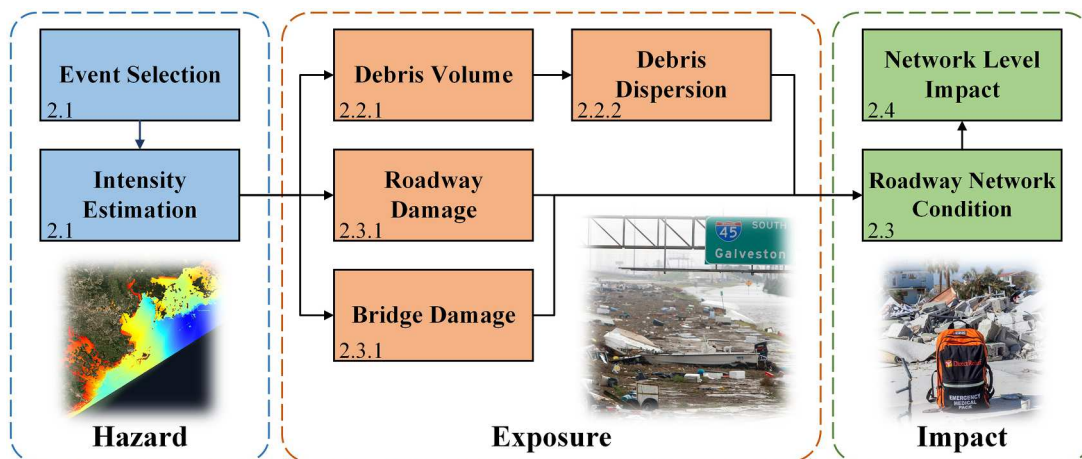 Event Selection
2.1
Intensity
Estimation
2.1
Hazard
Debris Volume
2.2.1
Debris
Dispersion
2.2.2
Roadway
Damage
2.3.1
Bridge Damage
2.3.1
45
SOUTH
Galveston
Exposure
Network Level
Impact
2.4
Roadway Network
Condition
2.3
EMERGENCY
MEDICAL
PACK
Impact